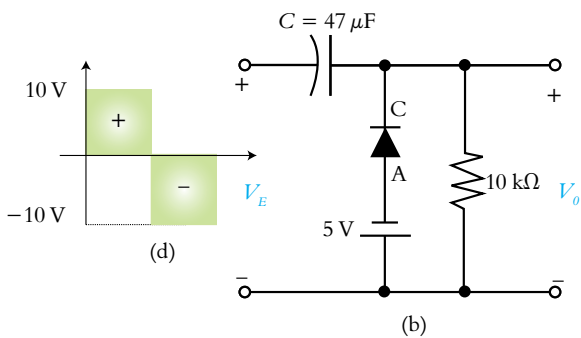 C = 47 μF
10 V
+
−
−10 V
(d)
V_E
+
−
C
A
5 V
10 kΩ
+
V_0
−
(b)